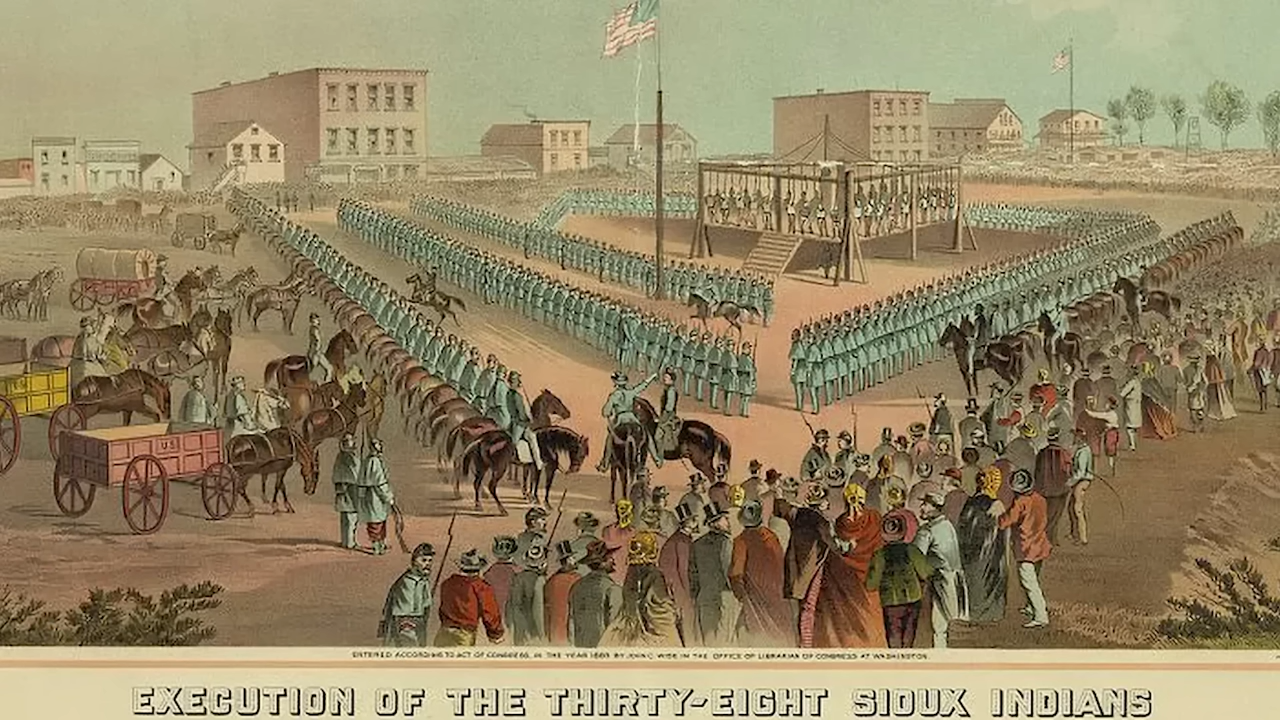 U.S.
ENTERED ACCORDING TO ACT OF CONGRESS, IN THE YEAR 1883 BY JOHN C. WISE IN THE OFFICE OF LIBRARIAN OF CONGRESS AT WASHINGTON.
EXECUTION OF THE THIRTY-EIGHT SIOUX INDIANS